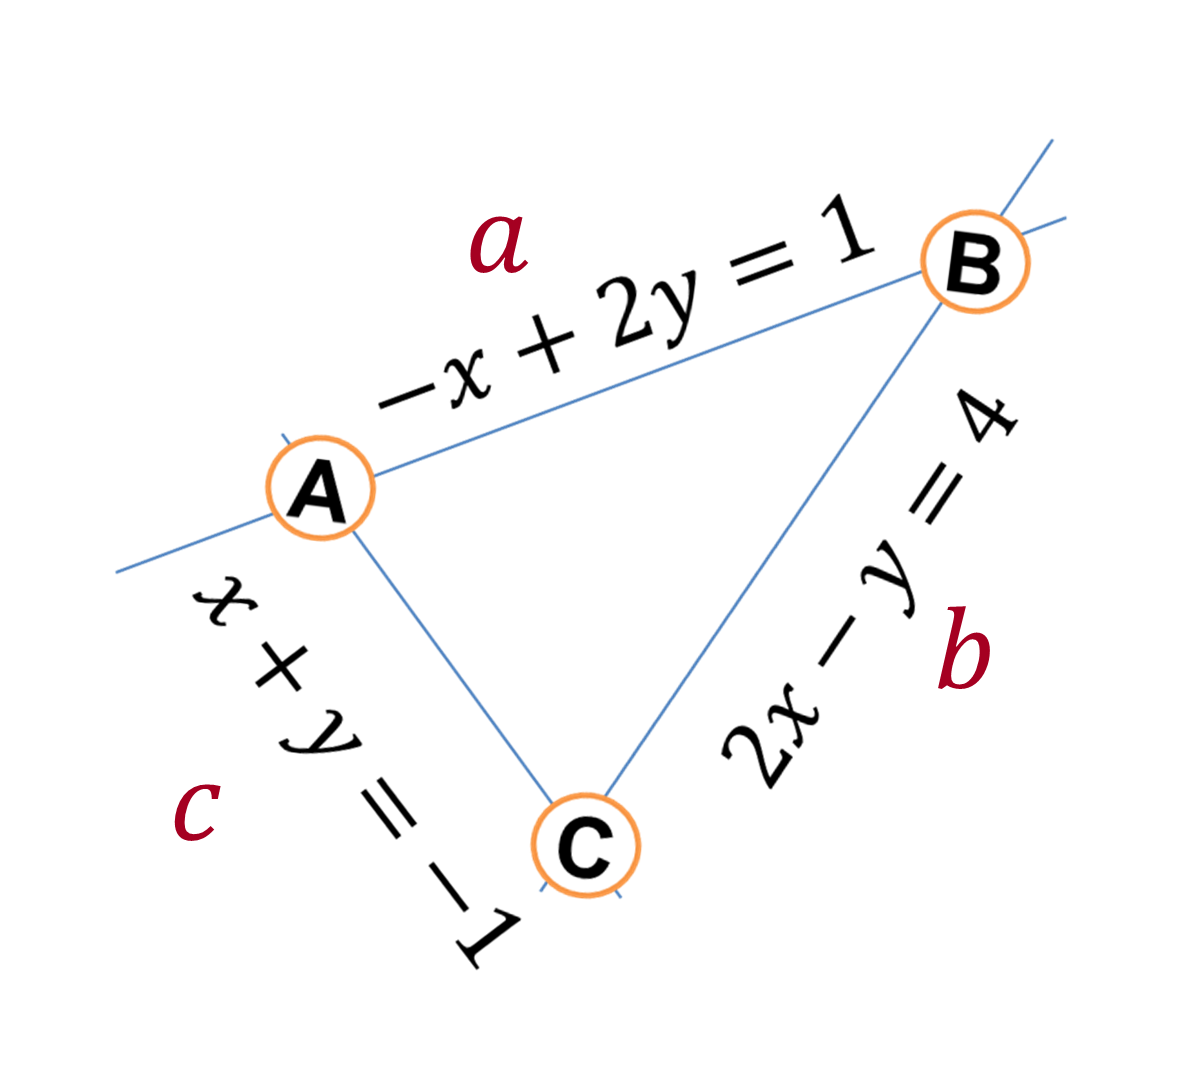 a
−x + 2y = 1
B
A
2x − y = 4
b
x + y = −1
c
C